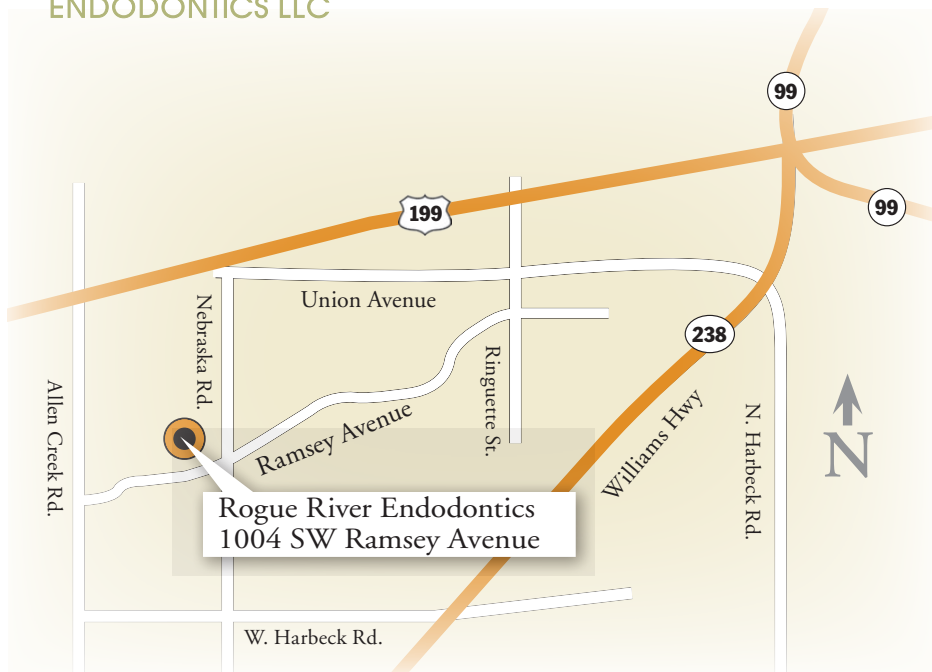 ENDODONTICS LLC
99
199
99
Union Avenue
Nebraska Rd.
238
Ringuette St.
Allen Creek Rd.
Ramsey Avenue
Williams Hwy
N. Harbeck Rd.
N
Rogue River Endodontics
1004 SW Ramsey Avenue
W. Harbeck Rd.